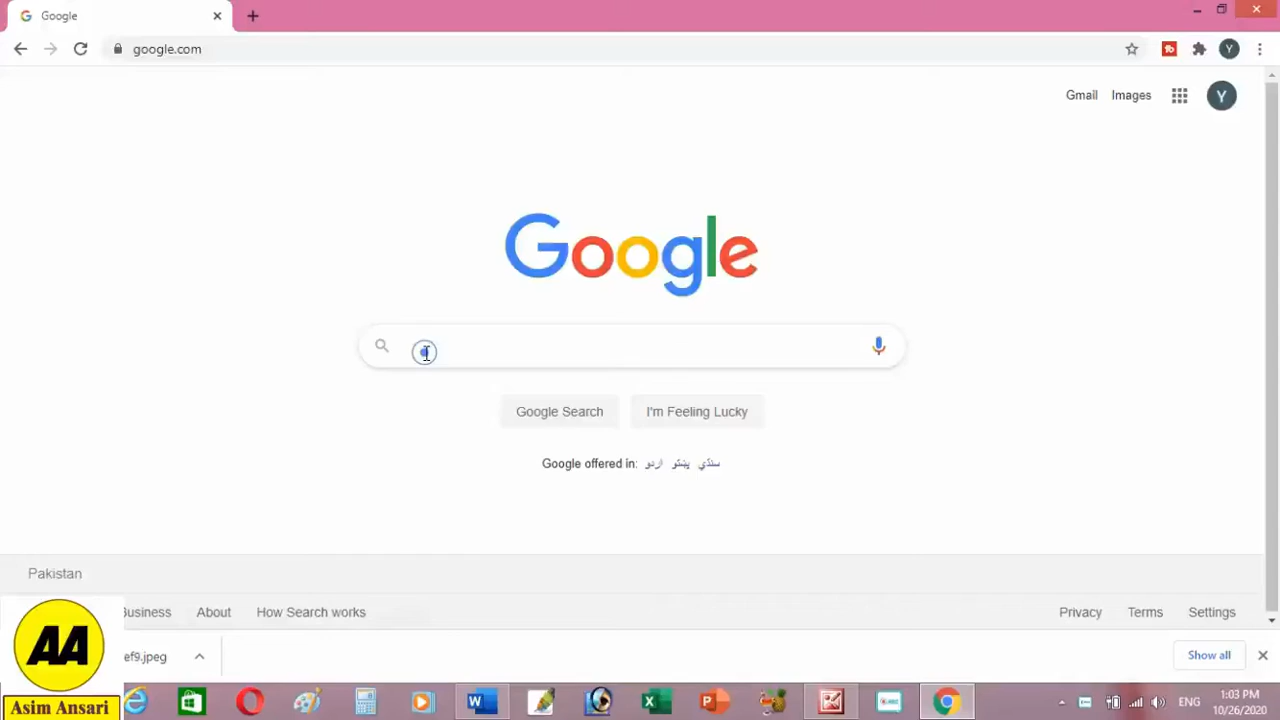 Google
google.com
Y
Gmail Images Y
Google
Google Search I'm Feeling Lucky
Google offered in: اردو پښتو سنڌي
Pakistan
Business About How Search works Privacy Terms Settings
ef9.jpeg Show all
AA
Asim Ansari
ENG 1:03 PM
10/26/2020